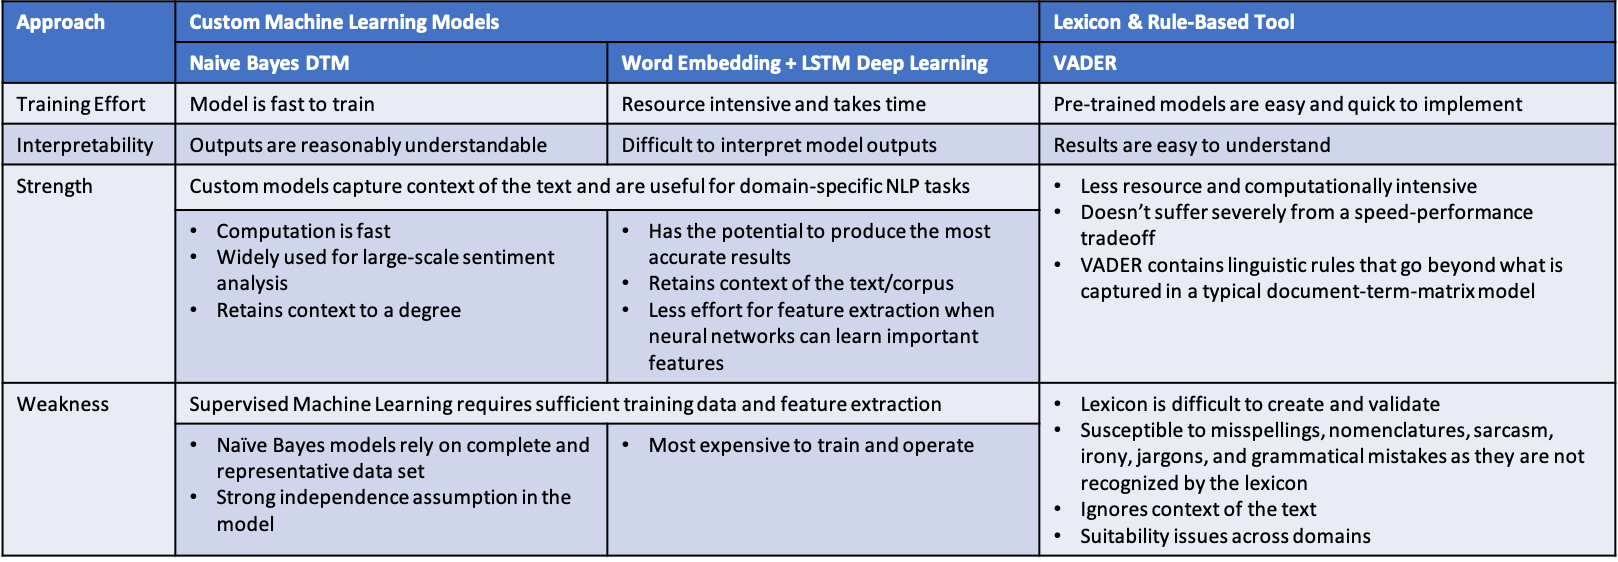 Approach
Custom Machine Learning Models
Lexicon & Rule-Based Tool
Naive Bayes DTM
Word Embedding + LSTM Deep Learning
VADER
Training Effort
Model is fast to train
Resource intensive and takes time
Pre-trained models are easy and quick to implement
Interpretability
Outputs are reasonably understandable
Difficult to interpret model outputs
Results are easy to understand
Strength
Custom models capture context of the text and are useful for domain-specific NLP tasks
• Computation is fast
• Widely used for large-scale sentiment
analysis
• Retains context to a degree
• Has the potential to produce the most
accurate results
• Retains context of the text/corpus
• Less effort for feature extraction when
neural networks can learn important
features
• Less resource and computationally intensive
• Doesn’t suffer severely from a speed-performance
tradeoff
• VADER contains linguistic rules that go beyond what is
captured in a typical document-term-matrix model
Weakness
Supervised Machine Learning requires sufficient training data and feature extraction
• Naïve Bayes models rely on complete and
representative data set
• Strong independence assumption in the
model
• Most expensive to train and operate
• Lexicon is difficult to create and validate
• Susceptible to misspellings, nomenclatures, sarcasm,
irony, jargons, and grammatical mistakes as they are not
recognized by the lexicon
• Ignores context of the text
• Suitability issues across domains